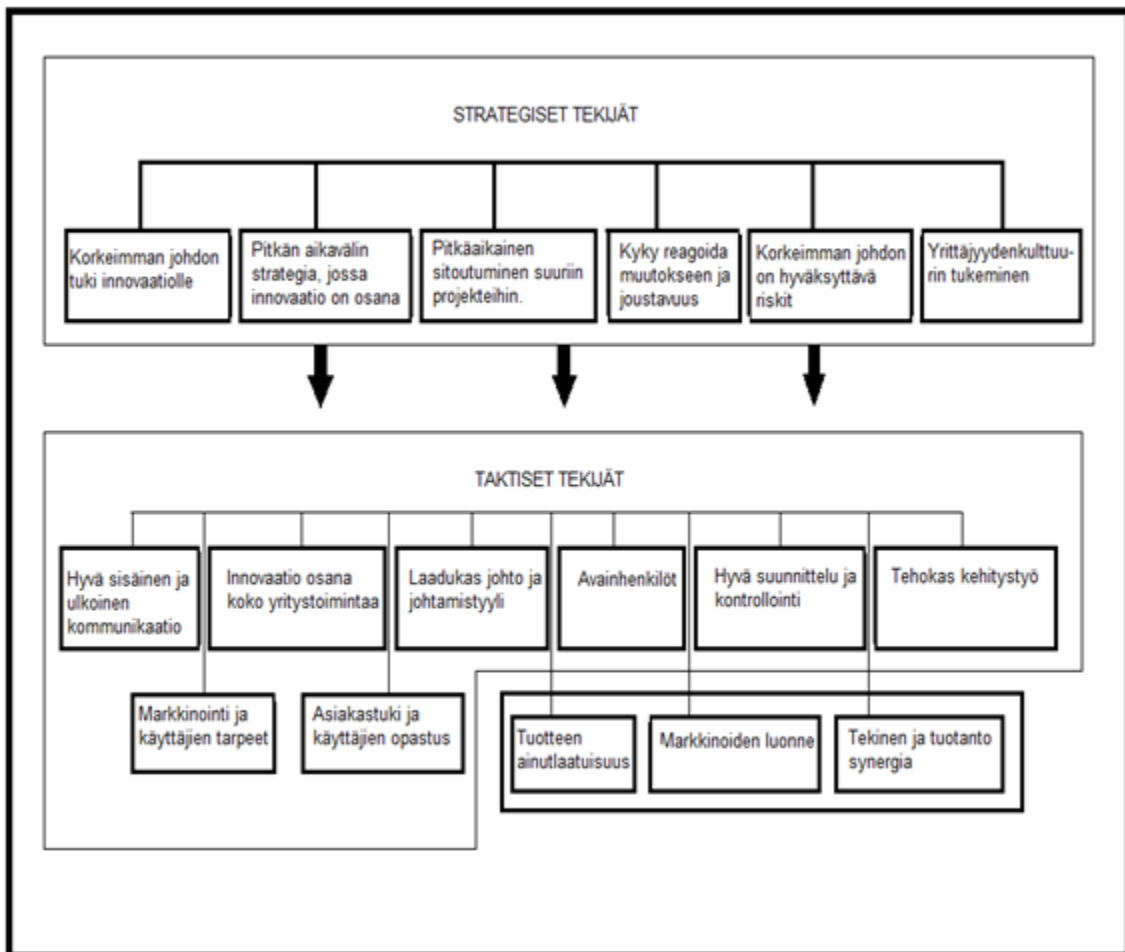 STRATEGISET TEKIJÄT
Korkeimman johdon
tuki innovaatiolle
Pitkän aikavälin
strategia, jossa
innovaatio on osana
Pitkäaikainen
sitoutuminen suuriin
projekteihin.
Kyky reagoida
muutokseen ja
joustavuus
Korkeimman johdon
on hyväksyttävä
riskit
Yrittäjyydenkulttuu-
rin tukeminen
TAKTISET TEKIJÄT
Hyvä sisäinen ja
ulkoinen
kommunikaatio
Innovaatio osana
koko yritystoimintaa
Laadukas johto ja
johtamistyyli
Avainhenkilöt
Hyvä suunnittelu ja
kontrollointi
Tehokas kehitystyö
Markkinointi ja
käyttäjien tarpeet
Asiakastuki ja
käyttäjien opastus
Tuotteen
ainutlaatuisuus
Markkinoiden luonne
Tekinen ja tuotanto
synergia